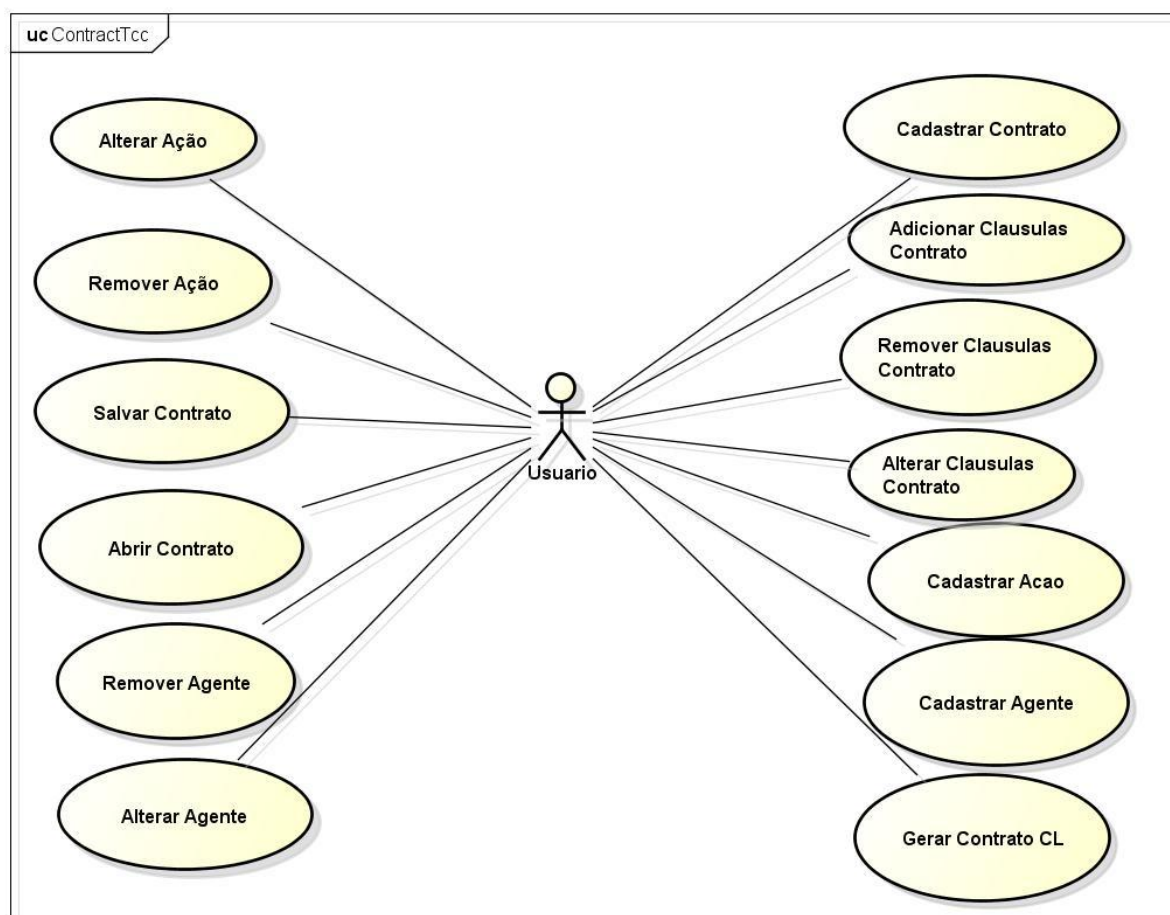 uc ContractTcc
Alterar Ação
Remover Ação
Salvar Contrato
Abrir Contrato
Remover Agente
Alterar Agente
Usuario
Cadastrar Contrato
Adicionar Clausulas
Contrato
Remover Clausulas
Contrato
Alterar Clausulas
Contrato
Cadastrar Acao
Cadastrar Agente
Gerar Contrato CL